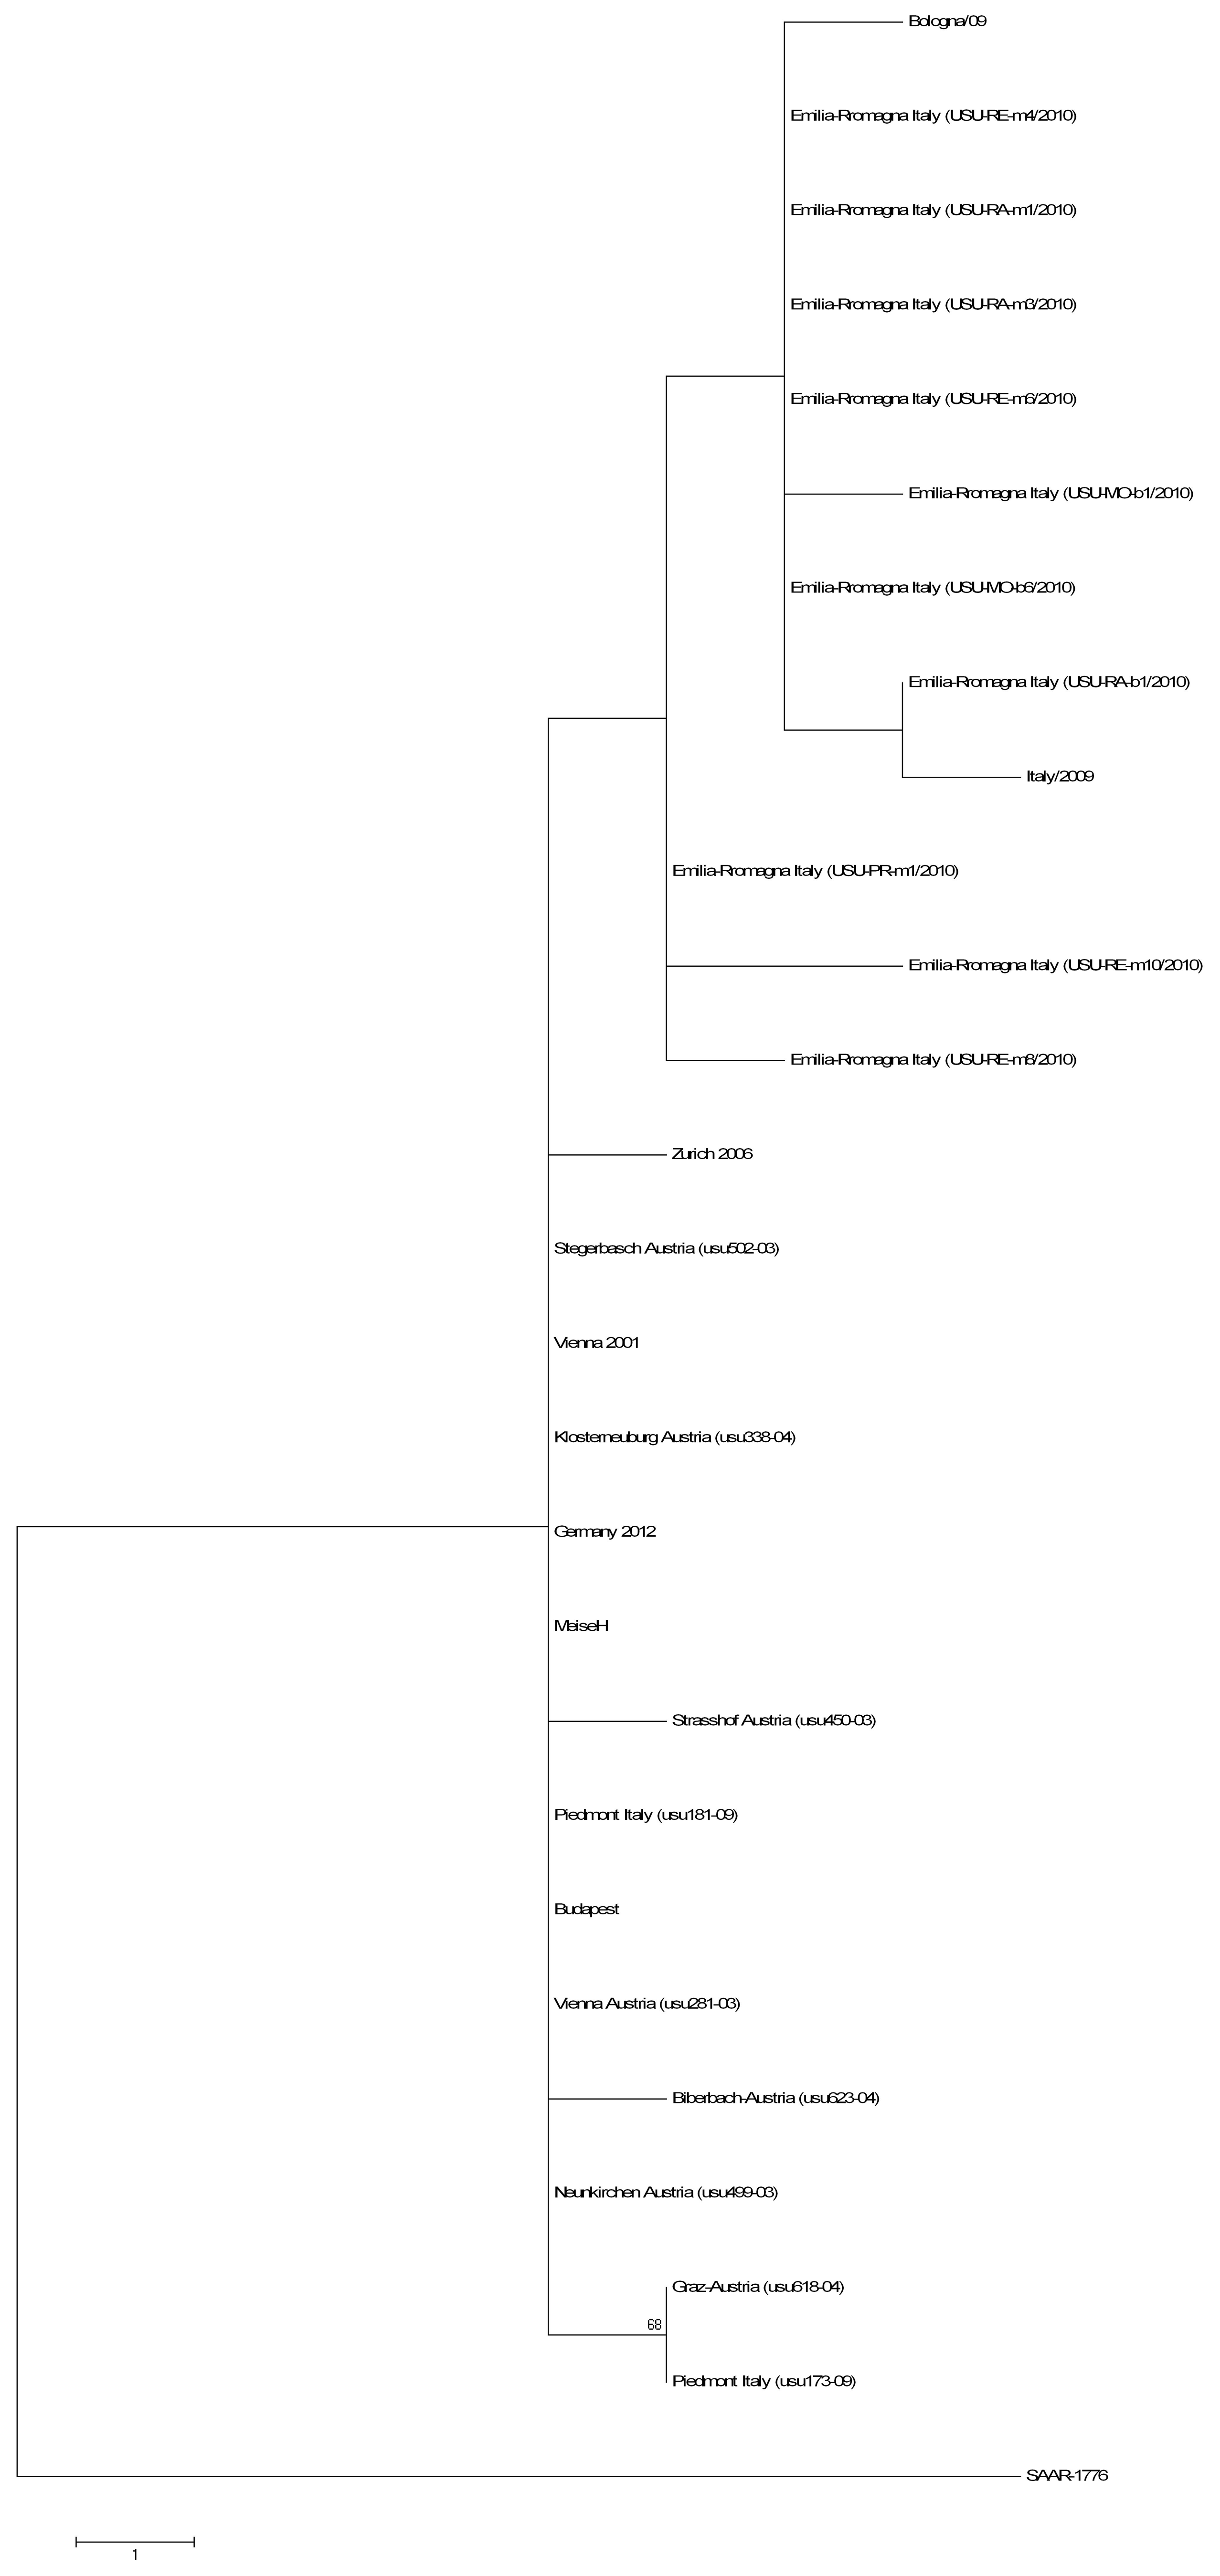 Bologna/09
Emilia-Rromagna Italy (USU-RE-m4/2010)
Emilia-Rromagna Italy (USU-RA-m1/2010)
Emilia-Rromagna Italy (USU-RA-m3/2010)
Emilia-Rromagna Italy (USU-RE-m6/2010)
Emilia-Rromagna Italy (USU-MO-b1/2010)
Emilia-Rromagna Italy (USU-MO-b6/2010)
Emilia-Rromagna Italy (USU-RA-b1/2010)
Italy/2009
Emilia-Rromagna Italy (USU-PR-m1/2010)
Emilia-Rromagna Italy (USU-RE-m10/2010)
Emilia-Rromagna Italy (USU-RE-m8/2010)
Zurich 2006
Stegerbasch Austria (usu502-03)
Vienna 2001
Klosterneuburg Austria (usu338-04)
Germany 2012
MeiseH
Strasshof Austria (usu450-03)
Piedmont Italy (usu181-09)
Budapest
Vienna Austria (usu281-03)
Biberbach-Austria (usu623-04)
Neunkirchen Austria (usu499-03)
Graz-Austria (usu618-04)
68
Piedmont Italy (usu173-09)
SAAR-1776
1